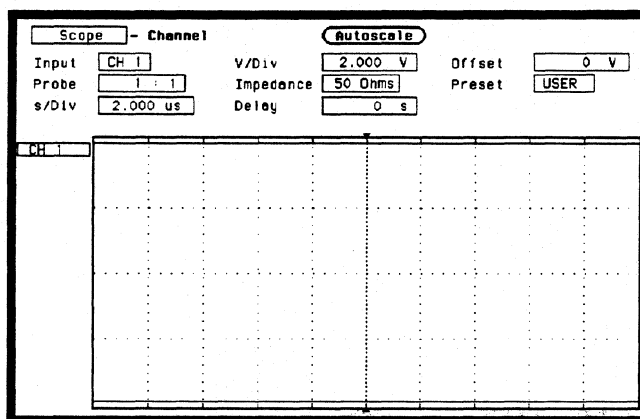 Scope - Channel Autoscale
Input CH 1 V/Div 2.000 V Offset 0 V
Probe 1 : 1 Impedance 50 Ohms Preset USER
s/Div 2.000 us Delay 0 s
CH 1